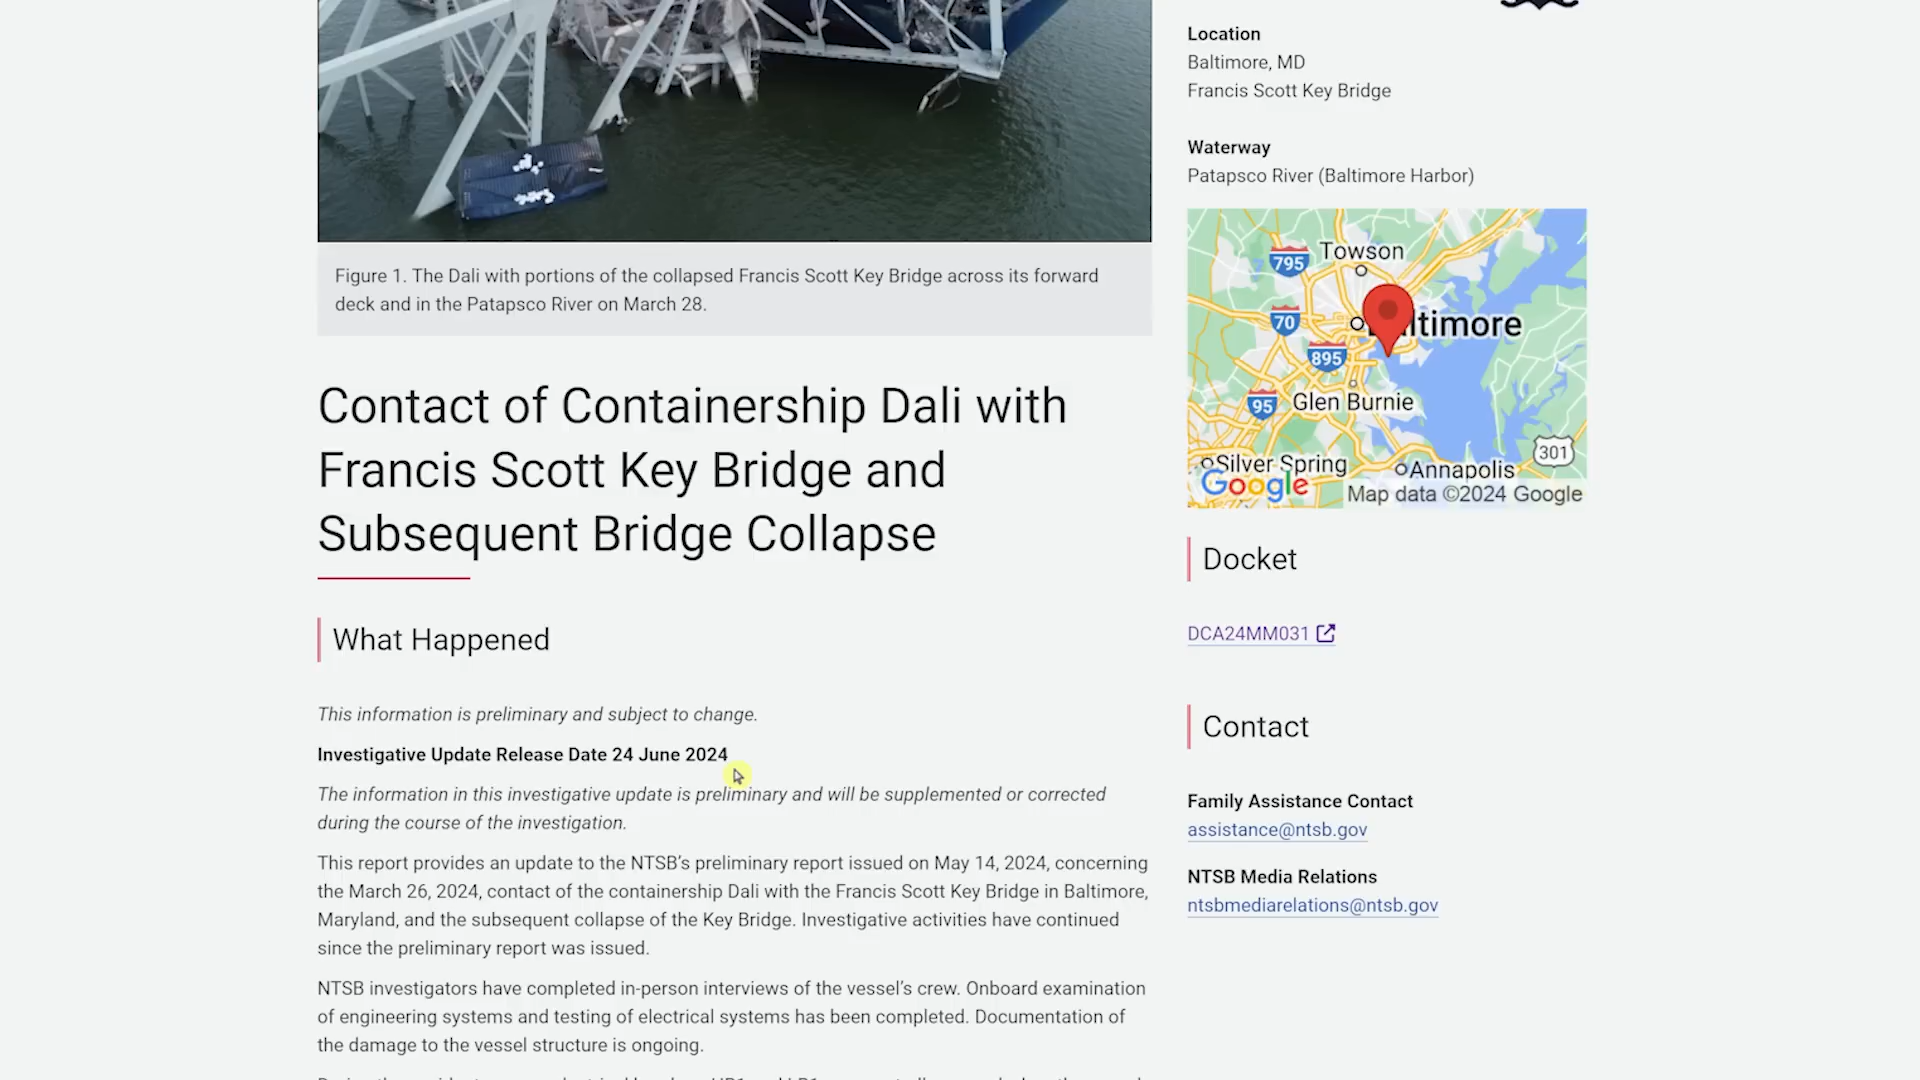 Figure 1. The Dali with portions of the collapsed Francis Scott Key Bridge across its forward
deck and in the Patapsco River on March 28.
Contact of Containership Dali with
Francis Scott Key Bridge and
Subsequent Bridge Collapse
What Happened
This information is preliminary and subject to change.
Investigative Update Release Date 24 June 2024
The information in this investigative update is preliminary and will be supplemented or corrected
during the course of the investigation.
This report provides an update to the NTSB’s preliminary report issued on May 14, 2024, concerning
the March 26, 2024, contact of the containership Dali with the Francis Scott Key Bridge in Baltimore,
Maryland, and the subsequent collapse of the Key Bridge. Investigative activities have continued
since the preliminary report was issued.
NTSB investigators have completed in-person interviews of the vessel’s crew. Onboard examination
of engineering systems and testing of electrical systems has been completed. Documentation of
the damage to the vessel structure is ongoing.
Location
Baltimore, MD
Francis Scott Key Bridge
Waterway
Patapsco River (Baltimore Harbor)
795
Towson
70
895
95
Glen Burnie
301
Silver Spring
Annapolis
Google
Map data ©2024 Google
Docket
DCA24MM031
Contact
Family Assistance Contact
assistance@ntsb.gov
NTSB Media Relations
ntsbmediarelations@ntsb.gov